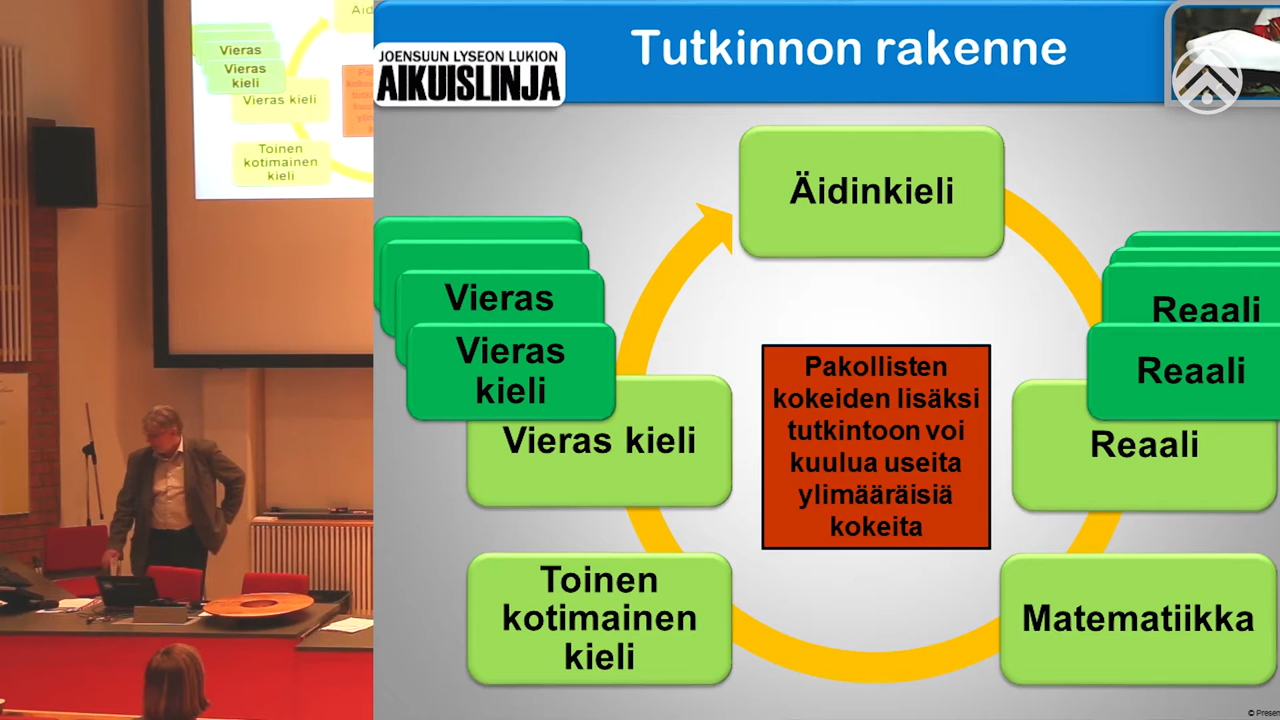 Tutkinnon rakenne
JOENSUUN LYSEON LUKION
AIKUISLINJA
Äidinkieli
Vieras
Vieras
kieli
Vieras kieli
Toinen
kotimainen
kieli
Pakollisten
kokeiden lisäksi
tutkintoon voi
kuulua useita
ylimääräisiä
kokeita
Reaali
Reaali
Reaali
Matematiikka
Vieras
Vieras
kieli
Vieras kieli
Toinen
kotimainen
kieli